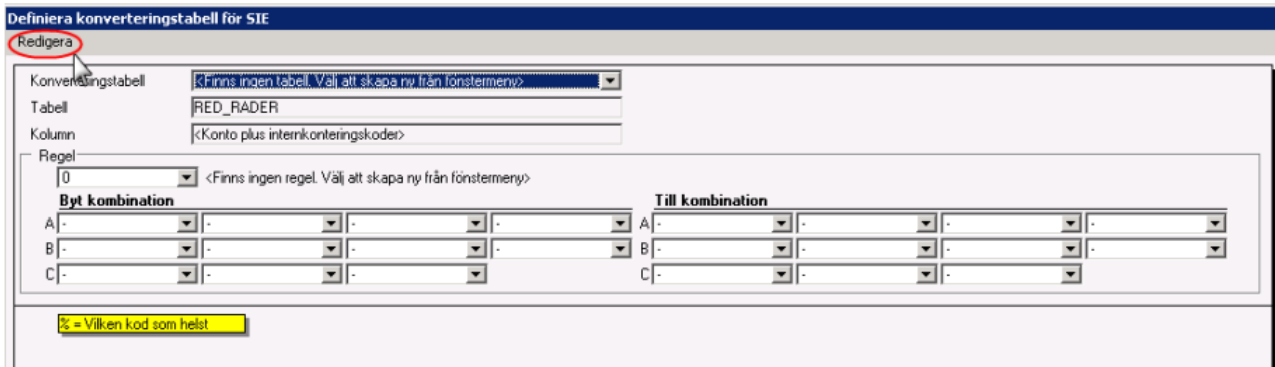 Definiera konverteringstabell för SIE
Redigera
Konverteringstabell <Finns ingen tabell. Välj att skapa ny från fönstermeny>
Tabell RED_RADER
Kolumn <Konto plus internkonteringskoder>
Regel
0 <Finns ingen regel. Välj att skapa ny från fönstermeny>
Byt kombination Till kombination
A - - - - A - - - -
B - - - - B - - - -
C - - - C - - -
% = Vilken kod som helst